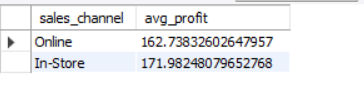 sales_channel avg_profit
Online 162.73832602647957
In-Store 171.98248079652768